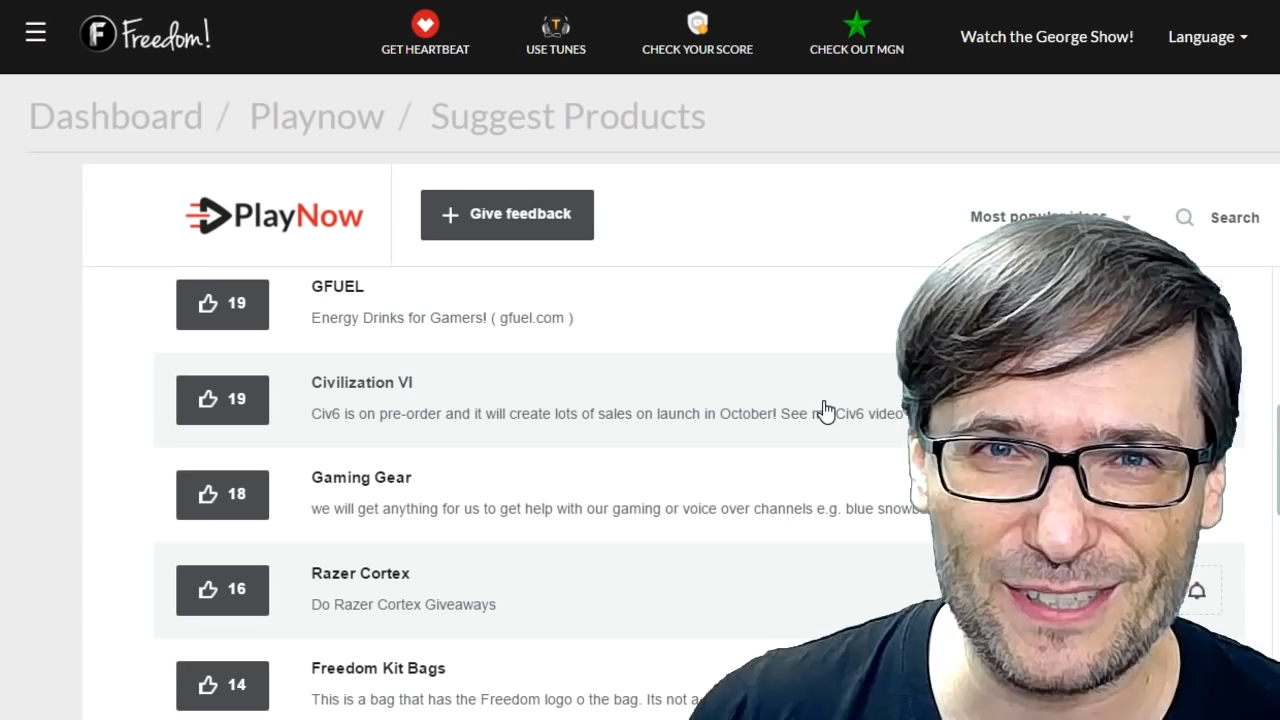 Freedom!
GET HEARTBEAT
USE TUNES
CHECK YOUR SCORE
CHECK OUT MGN
Watch the George Show!
Language
Dashboard / Playnow / Suggest Products
PlayNow
+ Give feedback
Most popular ideas
Search
19
GFUEL
Energy Drinks for Gamers! ( gfuel.com )
19
Civilization VI
Civ6 is on pre-order and it will create lots of sales on launch in October! See Civ6 video
18
Gaming Gear
we will get anything for us to get help with our gaming or voice over channels e.g. blue
16
Razer Cortex
Do Razer Cortex Giveaways
14
Freedom Kit Bags
This is a bag that has the Freedom logo o the bag. Its not